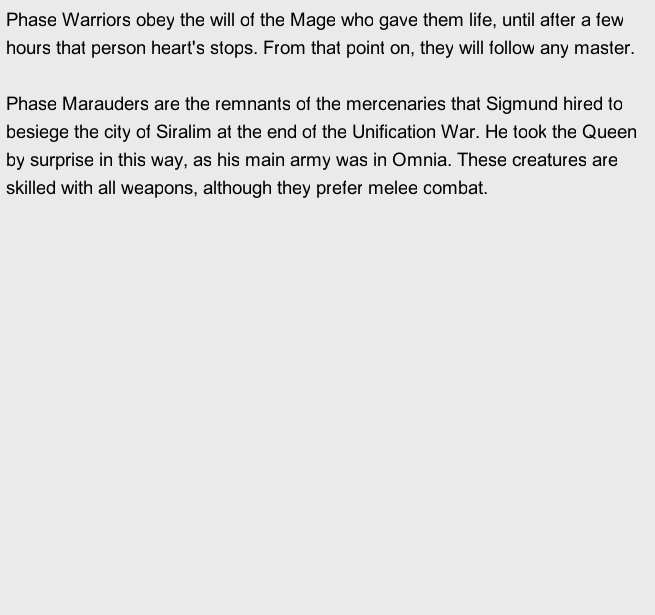 Phase Warriors obey the will of the Mage who gave them life, until after a few
hours that person heart's stops. From that point on, they will follow any master.
Phase Marauders are the remnants of the mercenaries that Sigmund hired to
besiege the city of Siralim at the end of the Unification War. He took the Queen
by surprise in this way, as his main army was in Omnia. These creatures are
skilled with all weapons, although they prefer melee combat.